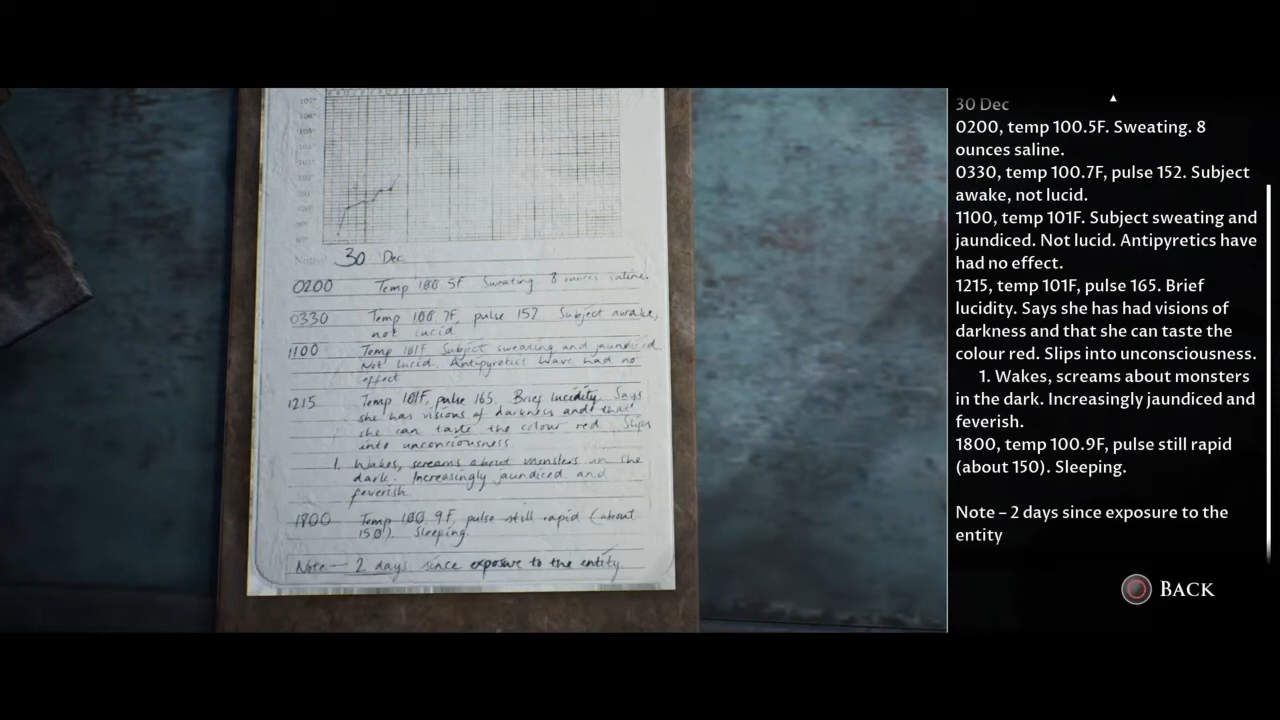 107°
106°
105°
Notes
30 Dec
0200 Temp 100 5F Sweating 8 ounces saline.
0330 Temp 100.7F, pulse 152 Subject awake,
not lucid
1100 Temp 101F Subject sweating and jaundiced.
Not lucid. Antipyretics have had no
effect
1215 Temp 101F, pulse 165. Brief lucidity. Says
she has visions of darkness and that
she can taste the colour red. Slips
into unconciousness
1. Wakes, screams about monsters in the
dark. Increasingly jaundiced and
feverish.
1800 Temp 100.9F, pulse still rapid (about
150). Sleeping.
Note — 2 days since exposure to the entity
30 Dec
0200, temp 100.5F. Sweating. 8
ounces saline.
0330, temp 100.7F, pulse 152. Subject
awake, not lucid.
1100, temp 101F. Subject sweating and
jaundiced. Not lucid. Antipyretics have
had no effect.
1215, temp 101F, pulse 165. Brief
lucidity. Says she has had visions of
darkness and that she can taste the
colour red. Slips into unconsciousness.
1. Wakes, screams about monsters
in the dark. Increasingly jaundiced and
feverish.
1800, temp 100.9F, pulse still rapid
(about 150). Sleeping.
Note – 2 days since exposure to the
entity
BACK